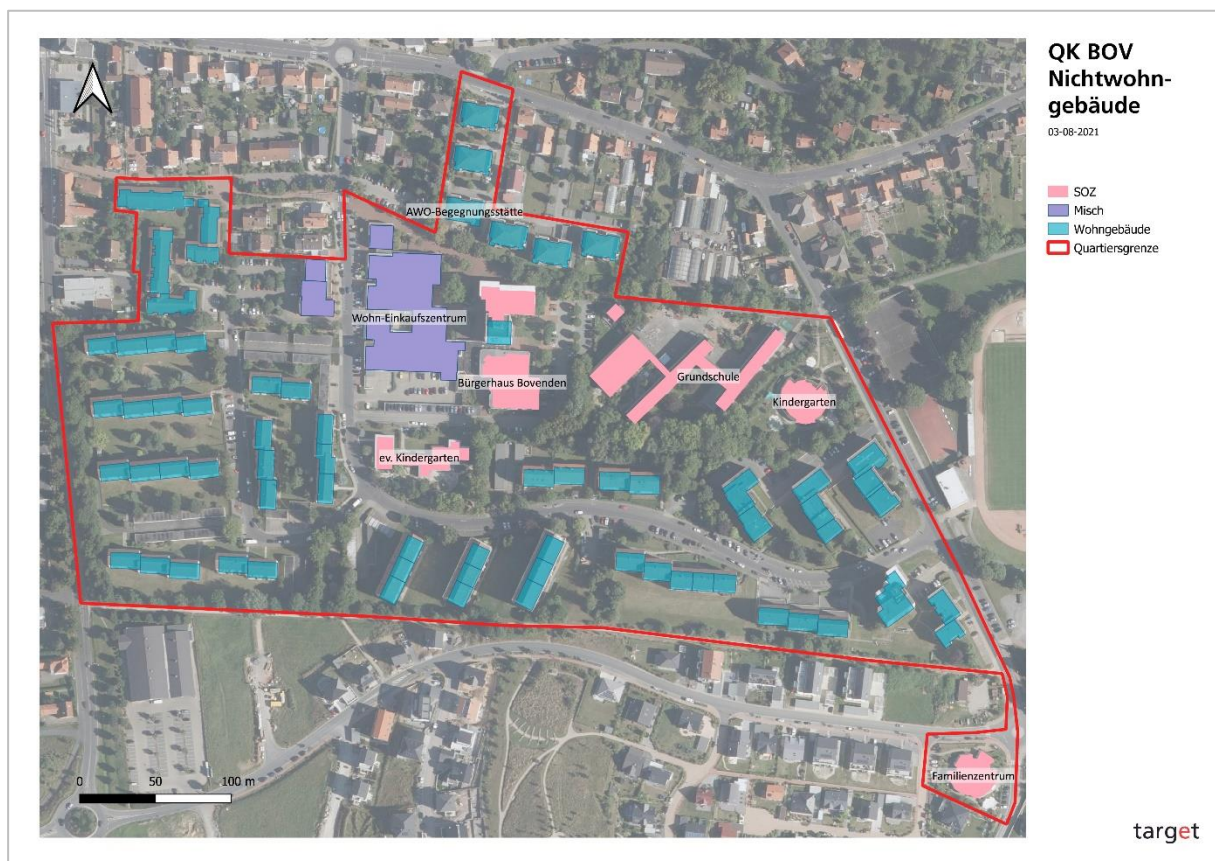 QK BOV
Nichtwohn-
gebäude
03-08-2021
SOZ
Misch
Wohngebäude
Quartiersgrenze
AWO-Begegnungsstätte
Wohn-Einkaufszentrum
Bürgerhaus Bovenden
Grundschule
Kindergarten
ev. Kindergarten
Familienzentrum
0 50 100 m
target